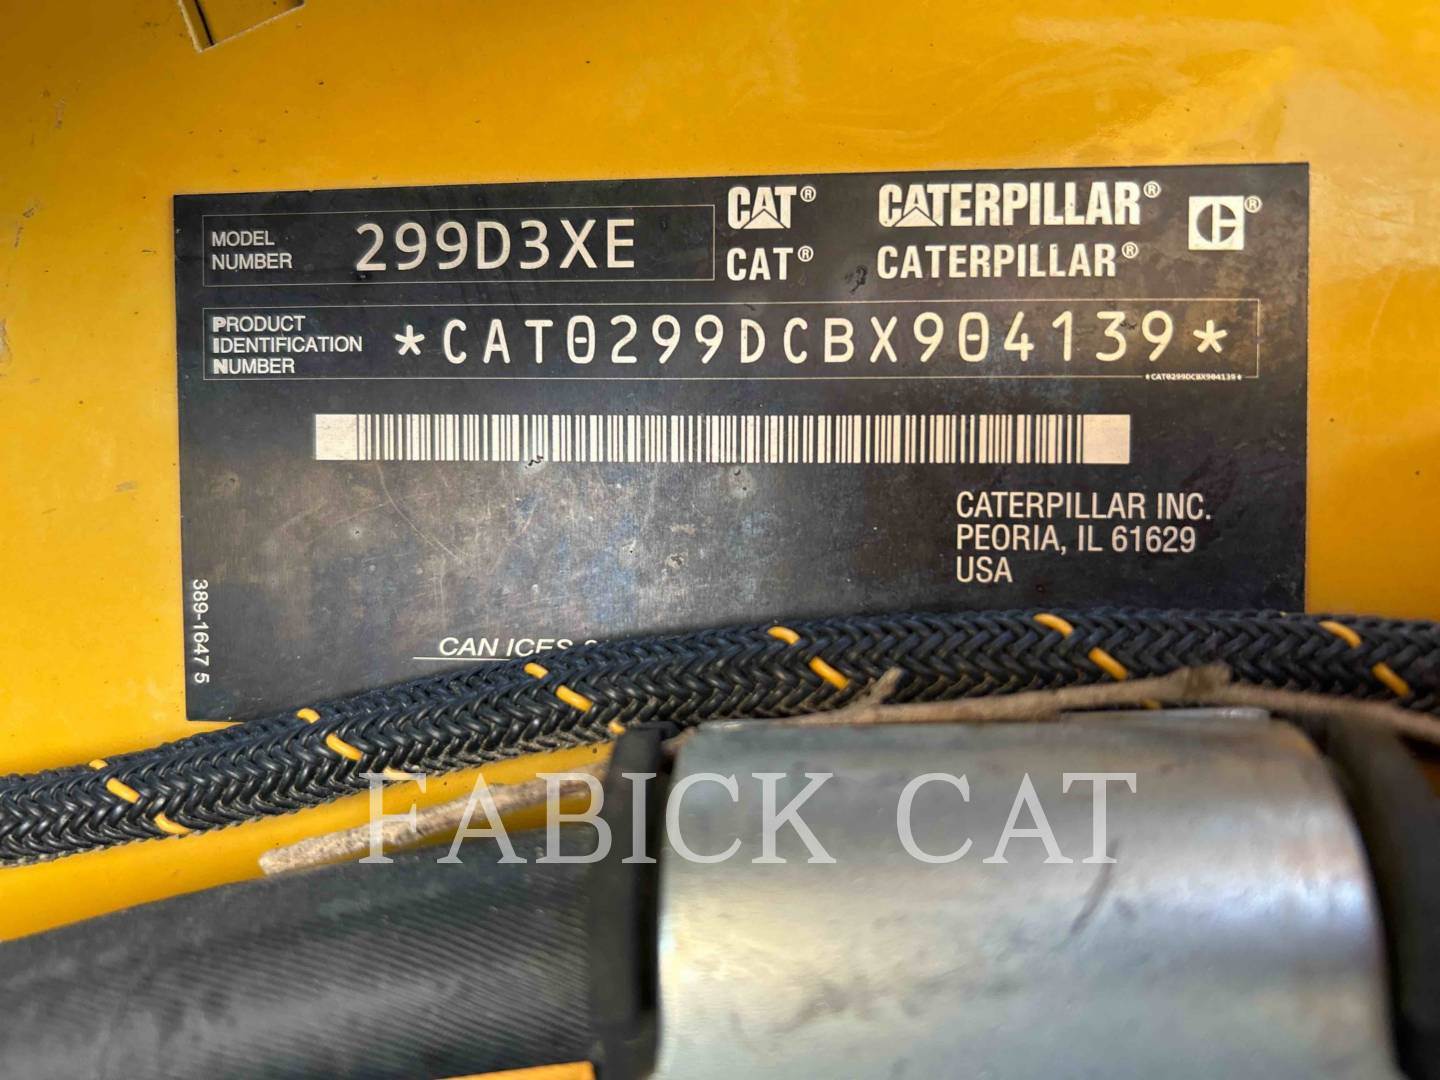 MODEL
NUMBER
299D3XE
CAT®
CATERPILLAR®
C®
CAT®
CATERPILLAR®
PRODUCT
IDENTIFICATION
NUMBER
*CAT0299DCBX904139*
*CAT0299DCBX904139*
CATERPILLAR INC.
PEORIA, IL 61629
USA
389-1647 5
CAN ICES
FABICK CAT